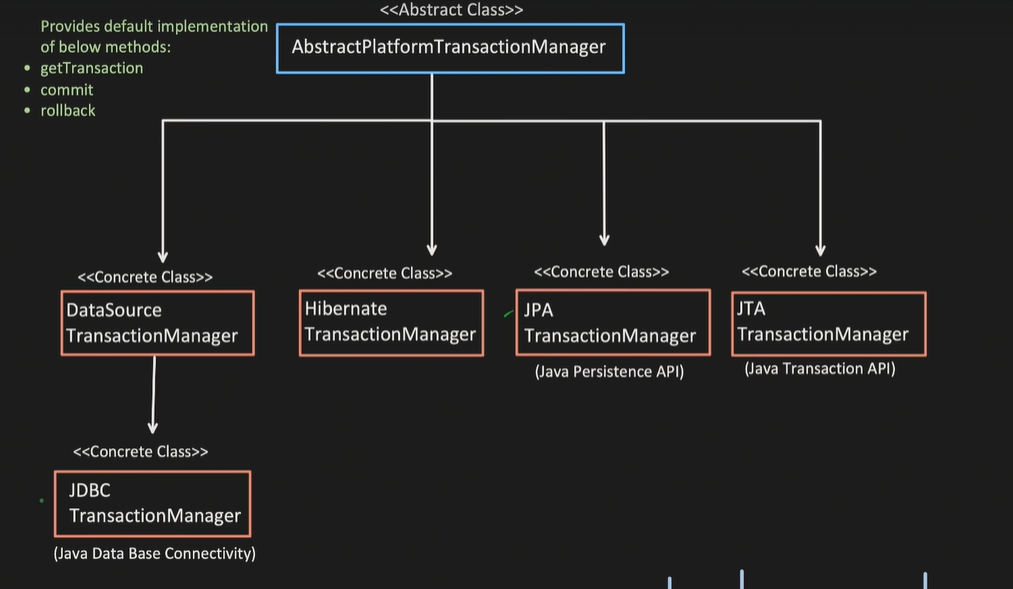 <<Abstract Class>>
AbstractPlatformTransactionManager
Provides default implementation
of below methods:
• getTransaction
• commit
• rollback
<<Concrete Class>>
DataSource
TransactionManager
<<Concrete Class>>
Hibernate
TransactionManager
<<Concrete Class>>
JPA
TransactionManager
(Java Persistence API)
<<Concrete Class>>
JTA
TransactionManager
(Java Transaction API)
<<Concrete Class>>
JDBC
TransactionManager
(Java Data Base Connectivity)